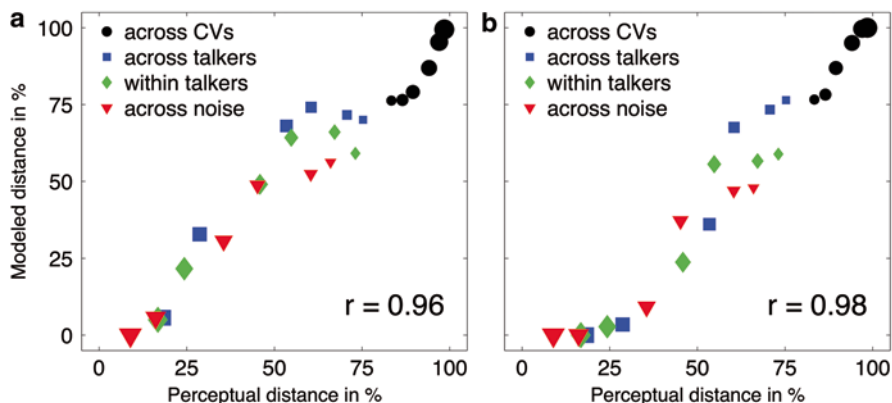 a
across CVs
across talkers
within talkers
across noise
r = 0.96
Modeled distance in %
100
75
50
25
0
0 25 50 75 100
Perceptual distance in %
b
across CVs
across talkers
within talkers
across noise
r = 0.98
0 25 50 75 100
Perceptual distance in %